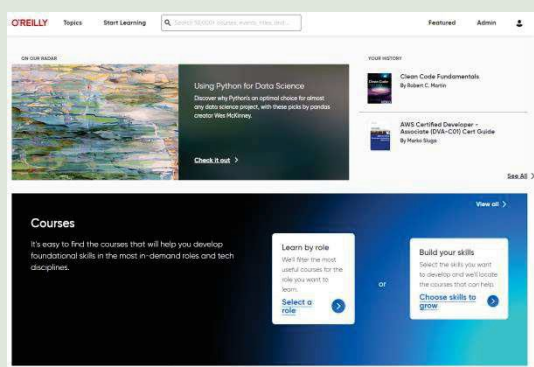 O'REILLY
Topics
Start Learning
Featured
Admin
ON OUR RADAR
Using Python for Data Science
Discover why Python's an optimal choice for almost
any data science project, with these picks by pandas
creator Wes McKinney.
Check it out >
YOUR HISTORY
Clean Code Fundamentals
By Robert C. Martin
AWS Certified Developer -
Associate (DVA-C01) Cert Guide
By Marko Sluga
See All >
View all >
Courses
It's easy to find the courses that will help you develop
foundational skills in the most in-demand roles and tech
disciplines.
Learn by role
We'll filter the most
useful courses for the
role you want to
learn.
Select a
role
or
Build your skills
Select the skills you want
to develop and we'll locate
the courses that can help.
Choose skills to
grow